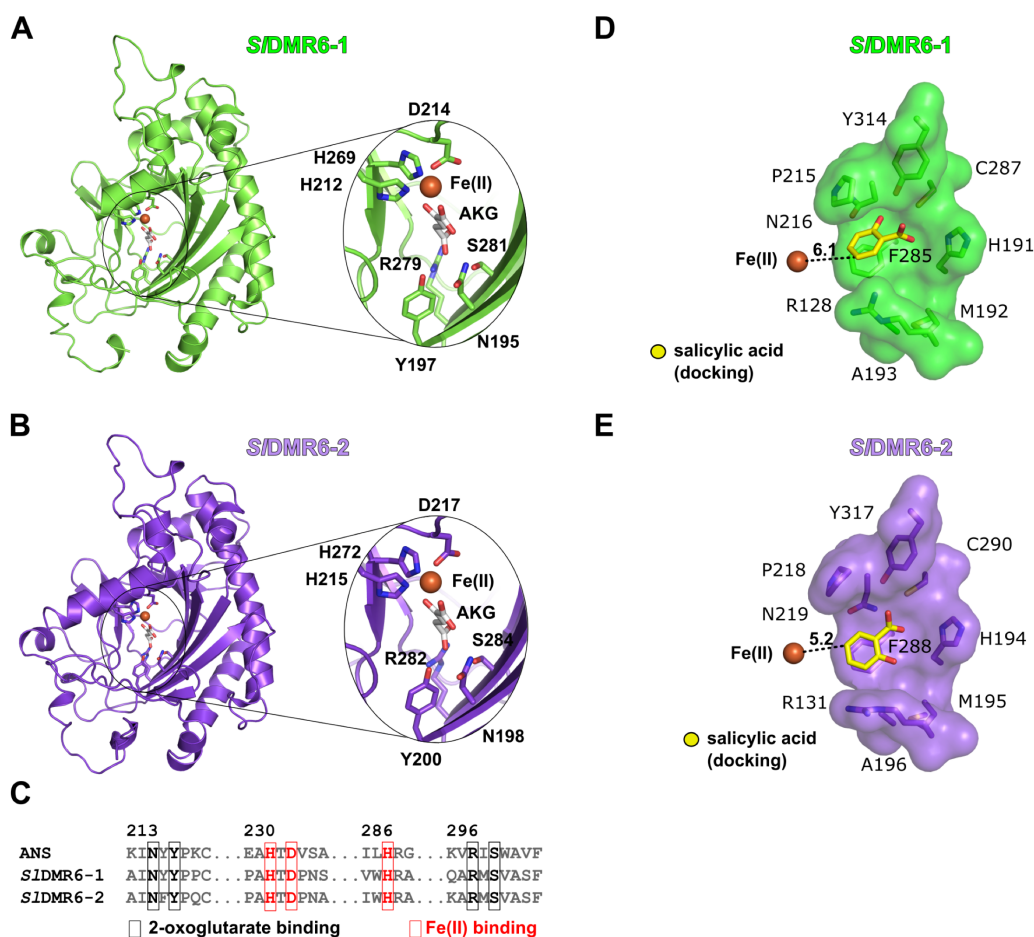 A
SlDMR6-1
D214
H269
H212
Fe(II)
AKG
S281
R279
N195
Y197
B
SlDMR6-2
D217
H272
H215
Fe(II)
AKG
S284
R282
N198
Y200
C
213 230 286 296
ANS KINYYPKC...EAHTDVSA...ILHRG...KVRISWAVF
SlDMR6-1 AINYYPPC...PAHTDPNS...VWHRA...QARMSVASF
SlDMR6-2 AINFYPQC...PAHTDPNS...IWHRA...KARMSVASF
2-oxoglutarate binding Fe(II) binding
D
SlDMR6-1
Y314
P215
C287
N216
6.1
Fe(II)
F285
H191
R128
M192
salicylic acid
(docking)
A193
E
SlDMR6-2
Y317
C290
P218
N219
5.2
Fe(II)
F288
H194
R131
M195
salicylic acid
(docking)
A196